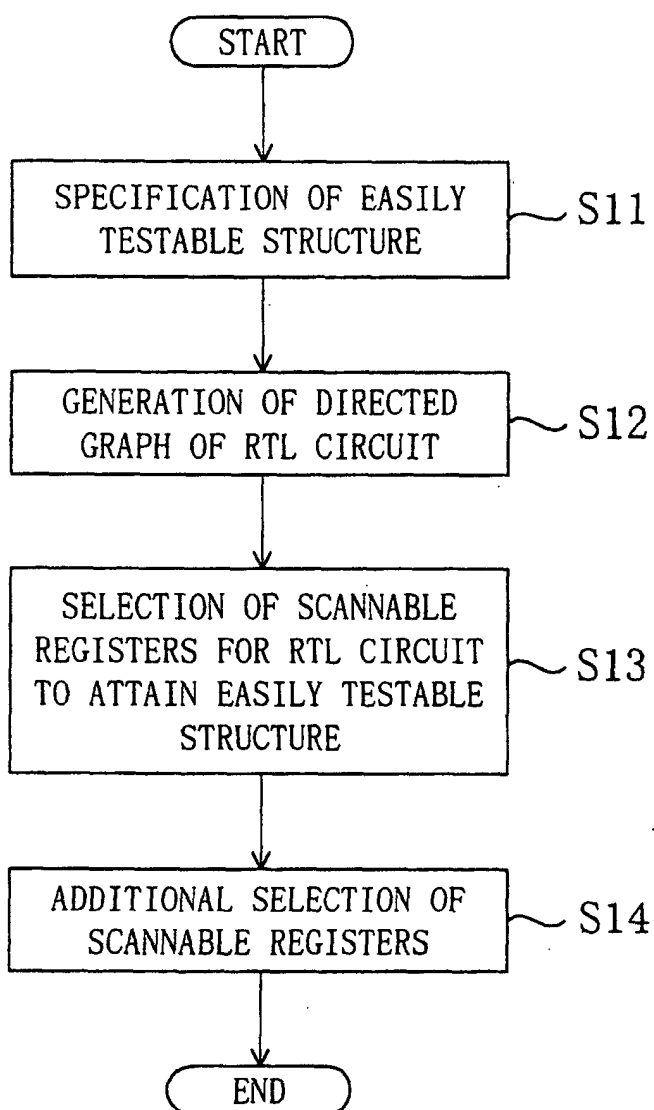 START
SPECIFICATION OF EASILY
TESTABLE STRUCTURE
S11
GENERATION OF DIRECTED
GRAPH OF RTL CIRCUIT
S12
SELECTION OF SCANNABLE
REGISTERS FOR RTL CIRCUIT
TO ATTAIN EASILY TESTABLE
STRUCTURE
S13
ADDITIONAL SELECTION OF
SCANNABLE REGISTERS
S14
END